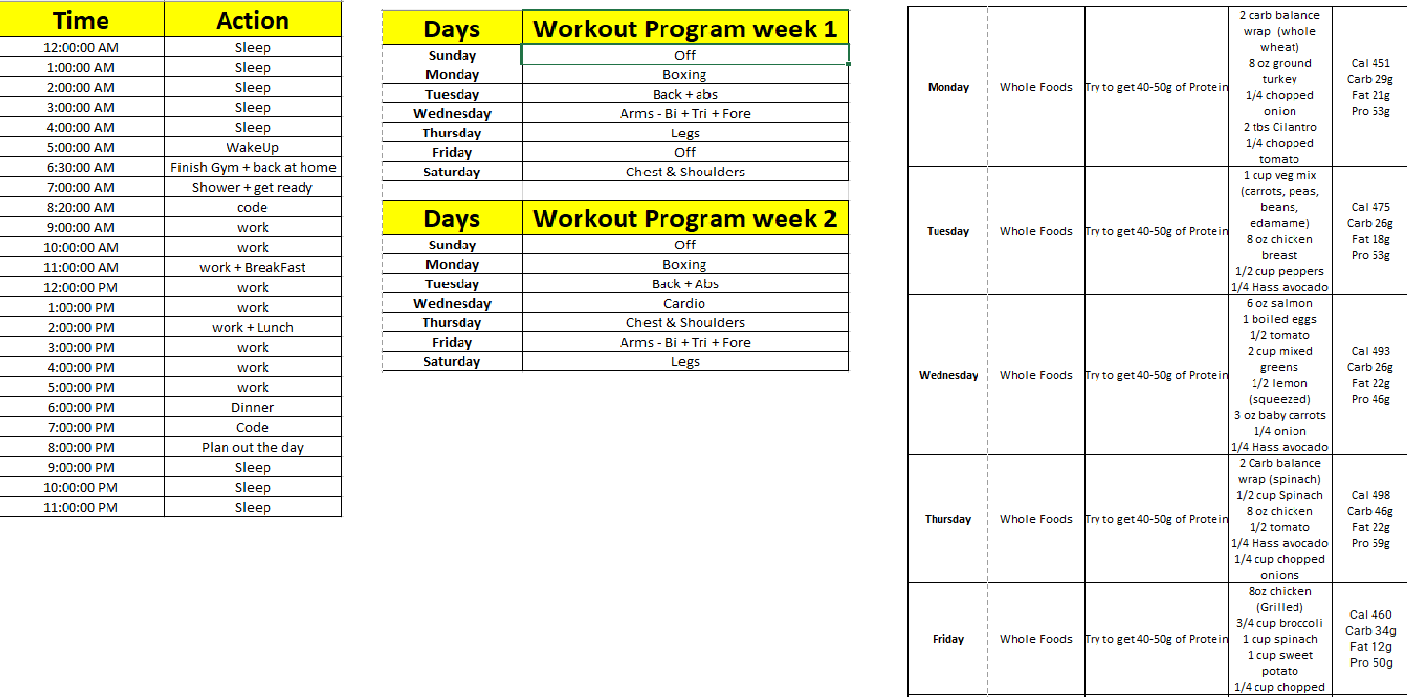 Time Action
12:00:00 AM Sleep
1:00:00 AM Sleep
2:00:00 AM Sleep
3:00:00 AM Sleep
4:00:00 AM Sleep
5:00:00 AM WakeUp
6:30:00 AM Finish Gym + back at home
7:00:00 AM Shower + get ready
8:20:00 AM code
9:00:00 AM work
10:00:00 AM work
11:00:00 AM work + BreakFast
12:00:00 PM work
1:00:00 PM work
2:00:00 PM work + Lunch
3:00:00 PM work
4:00:00 PM work
5:00:00 PM work
6:00:00 PM Dinner
7:00:00 PM Code
8:00:00 PM Plan out the day
9:00:00 PM Sleep
10:00:00 PM Sleep
11:00:00 PM Sleep
Days Workout Program week 1
Sunday Off
Monday Boxing
Tuesday Back + abs
Wednesday Arms - Bi + Tri + Fore
Thursday Legs
Friday Off
Saturday Chest & Shoulders
Days Workout Program week 2
Sunday Off
Monday Boxing
Tuesday Back + Abs
Wednesday Cardio
Thursday Chest & Shoulders
Friday Arms - Bi + Tri + Fore
Saturday Legs
Monday Whole Foods Try to get 40-50g of Protein
2 carb balance
wrap (whole
wheat)
8 oz ground
turkey
1/4 chopped
onion
2 tbs Cilantro
1/4 chopped
tomato
Cal 451
Carb 29g
Fat 21g
Pro 53g
Tuesday Whole Foods Try to get 40-50g of Protein
1 cup veg mix
(carrots, peas,
beans,
edamame)
8 oz chicken
breast
1/2 cup peppers
1/4 Hass avocado
Cal 475
Carb 26g
Fat 18g
Pro 53g
Wednesday Whole Foods Try to get 40-50g of Protein
6 oz salmon
1 boiled eggs
1/2 tomato
2 cup mixed
greens
1/2 lemon
(squeezed)
3 oz baby carrots
1/4 onion
1/4 Hass avocado
Cal 493
Carb 26g
Fat 22g
Pro 46g
Thursday Whole Foods Try to get 40-50g of Protein
2 Carb balance
wrap (spinach)
1/2 cup Spinach
8 oz chicken
1/2 tomato
1/4 Hass avocado
1/4 cup chopped
onions
Cal 498
Carb 46g
Fat 22g
Pro 59g
Friday Whole Foods Try to get 40-50g of Protein
8oz chicken
(Grilled)
3/4 cup broccoli
1 cup spinach
1 cup sweet
potato
1/4 cup chopped
Cal 460
Carb 34g
Fat 12g
Pro 50g